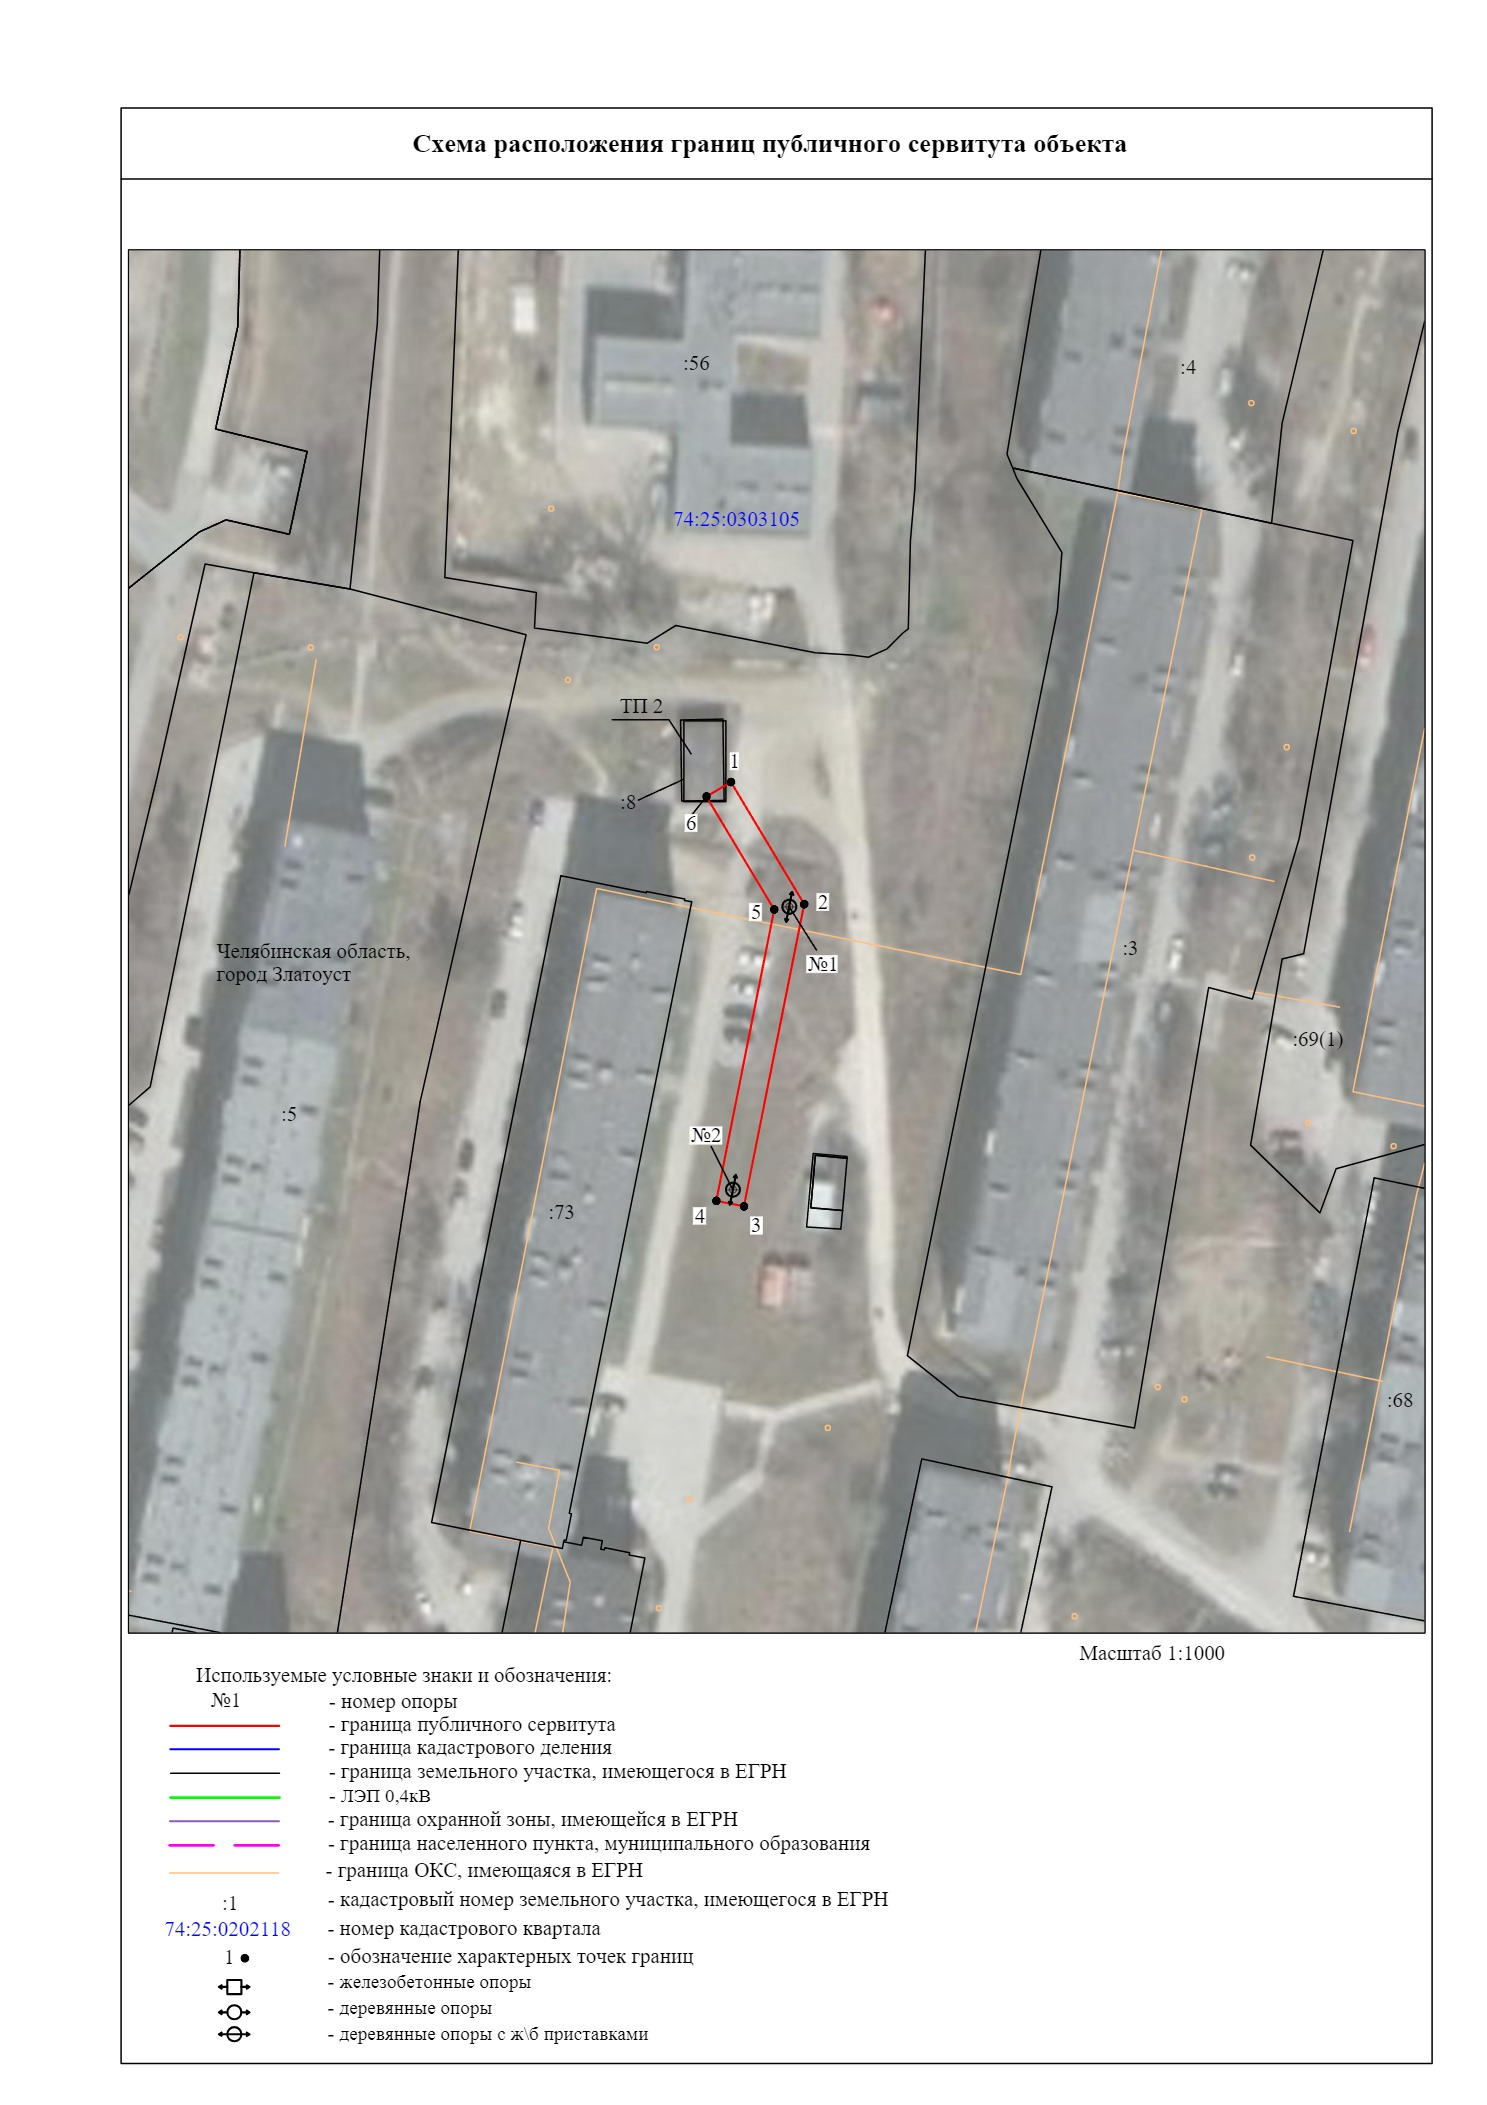 Схема расположения границ публичного сервитута объекта
:56
:4
74:25:0303105
ТП 2
1
:8
6
2
5
№1
Челябинская область,
город Златоуст
:3
:69(1)
:5
№2
:73
4
3
:68
Масштаб 1:1000
Используемые условные знаки и обозначения:
№1 - номер опоры
- граница публичного сервитута
- граница кадастрового деления
- граница земельного участка, имеющегося в ЕГРН
- ЛЭП 0,4кВ
- граница охранной зоны, имеющейся в ЕГРН
- граница населенного пункта, муниципального образования
- граница ОКС, имеющаяся в ЕГРН
:1 - кадастровый номер земельного участка, имеющегося в ЕГРН
74:25:0202118 - номер кадастрового квартала
1 - обозначение характерных точек границ
- железобетонные опоры
- деревянные опоры
- деревянные опоры с ж\б приставками